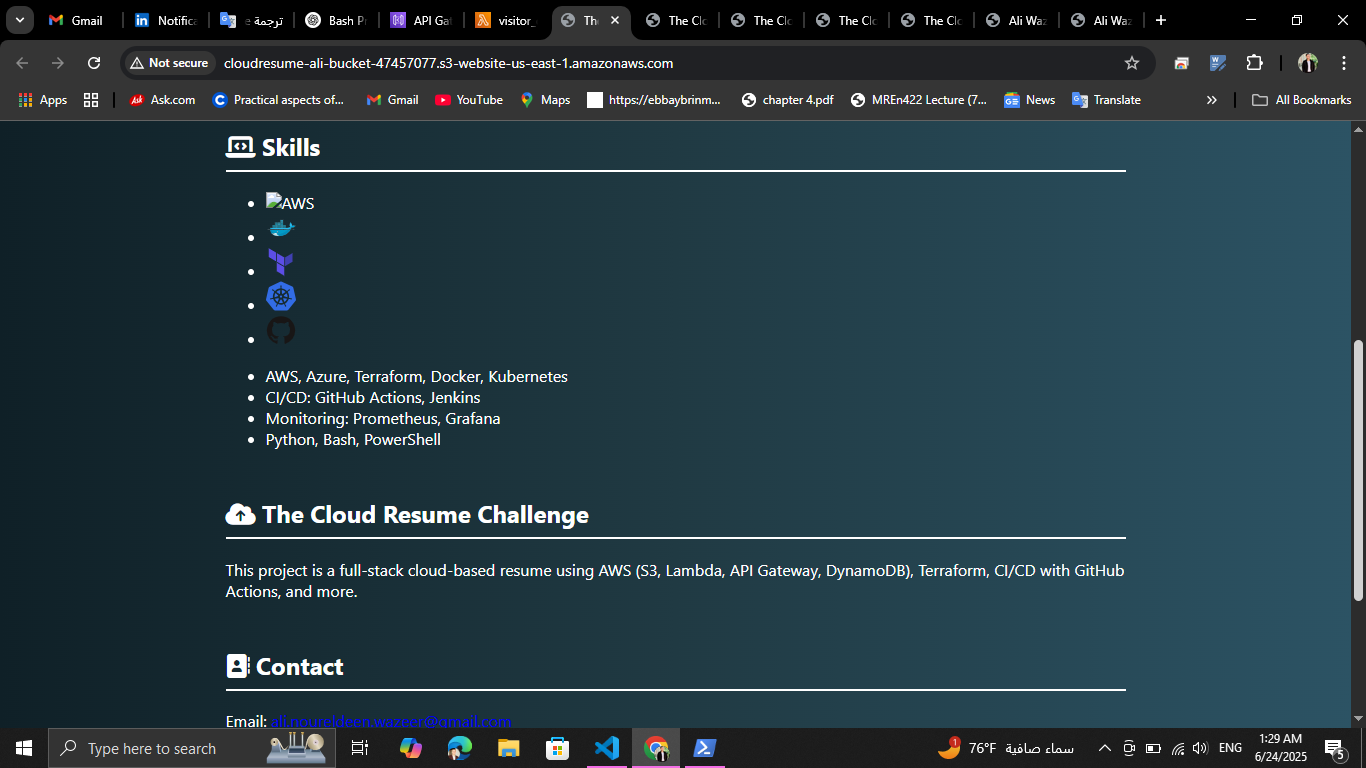 Gmail
Notifica
ترجمة e
Bash Pr
API Gat
visitor_
The
The Clo
The Clo
The Clo
The Clo
Ali Waz
Ali Waz
Not secure
cloudresume-ali-bucket-47457077.s3-website-us-east-1.amazonaws.com
Apps
Ask.com
Practical aspects of...
Gmail
YouTube
Maps
https://ebbaybrinm...
chapter 4.pdf
MREn422 Lecture (7...
News
Translate
All Bookmarks
Skills
AWS
AWS, Azure, Terraform, Docker, Kubernetes
CI/CD: GitHub Actions, Jenkins
Monitoring: Prometheus, Grafana
Python, Bash, PowerShell
The Cloud Resume Challenge
This project is a full-stack cloud-based resume using AWS (S3, Lambda, API Gateway, DynamoDB), Terraform, CI/CD with GitHub
Actions, and more.
Contact
Email: ali.noureldeen.wazeer@gmail.com
Type here to search
1
76°F سماء صافية
ENG
1:29 AM
6/24/2025
5